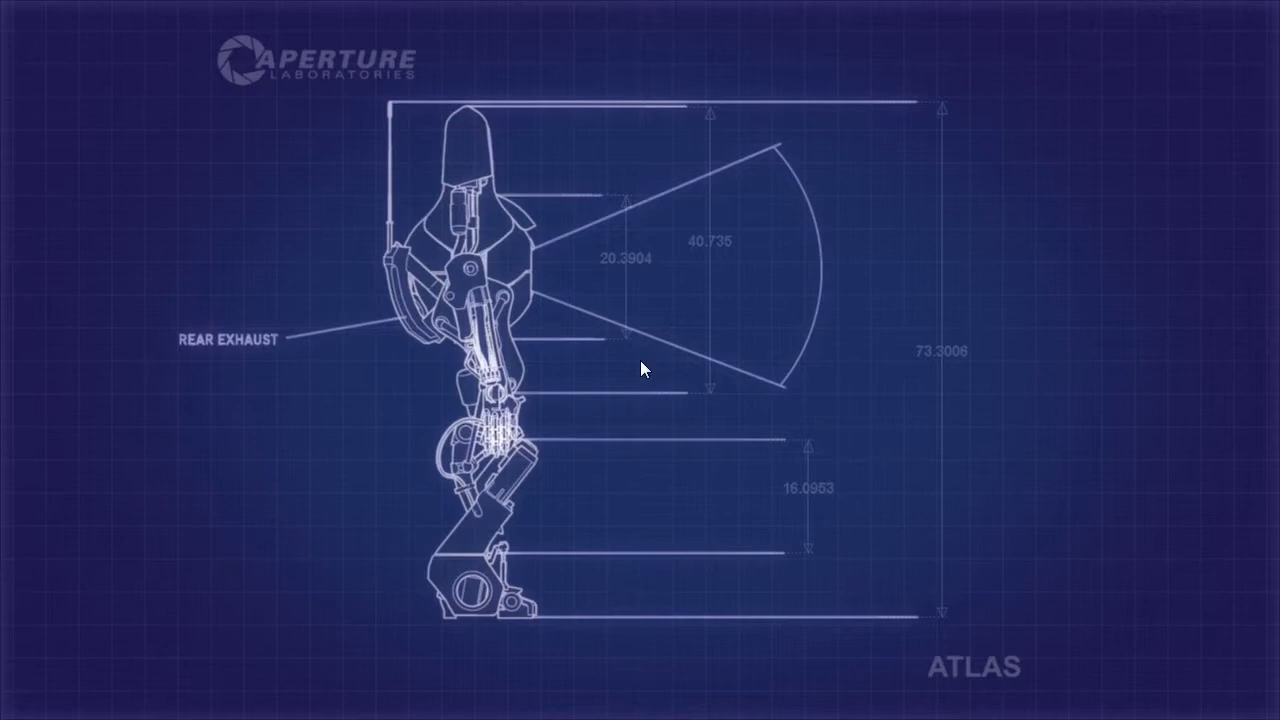 APERTURE
LABORATORIES
40.735
20.3904
REAR EXHAUST
73.3006
16.0953
ATLAS